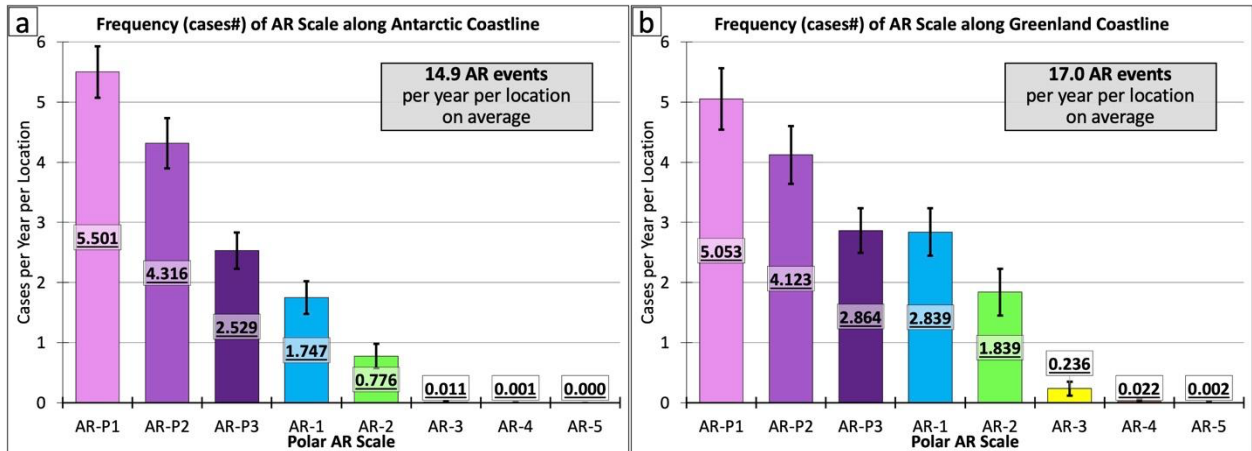 a
Frequency (cases#) of AR Scale along Antarctic Coastline
14.9 AR events
per year per location
on average
Cases per Year per Location
6
5
4
3
2
1
0
5.501
4.316
2.529
1.747
0.776
0.011
0.001
0.000
AR-P1 AR-P2 AR-P3 AR-1 AR-2 AR-3 AR-4 AR-5
Polar AR Scale
b
Frequency (cases#) of AR Scale along Greenland Coastline
17.0 AR events
per year per location
on average
Cases per Year per Location
6
5
4
3
2
1
0
5.053
4.123
2.864
2.839
1.839
0.236
0.022
0.002
AR-P1 AR-P2 AR-P3 AR-1 AR-2 AR-3 AR-4 AR-5
Polar AR Scale